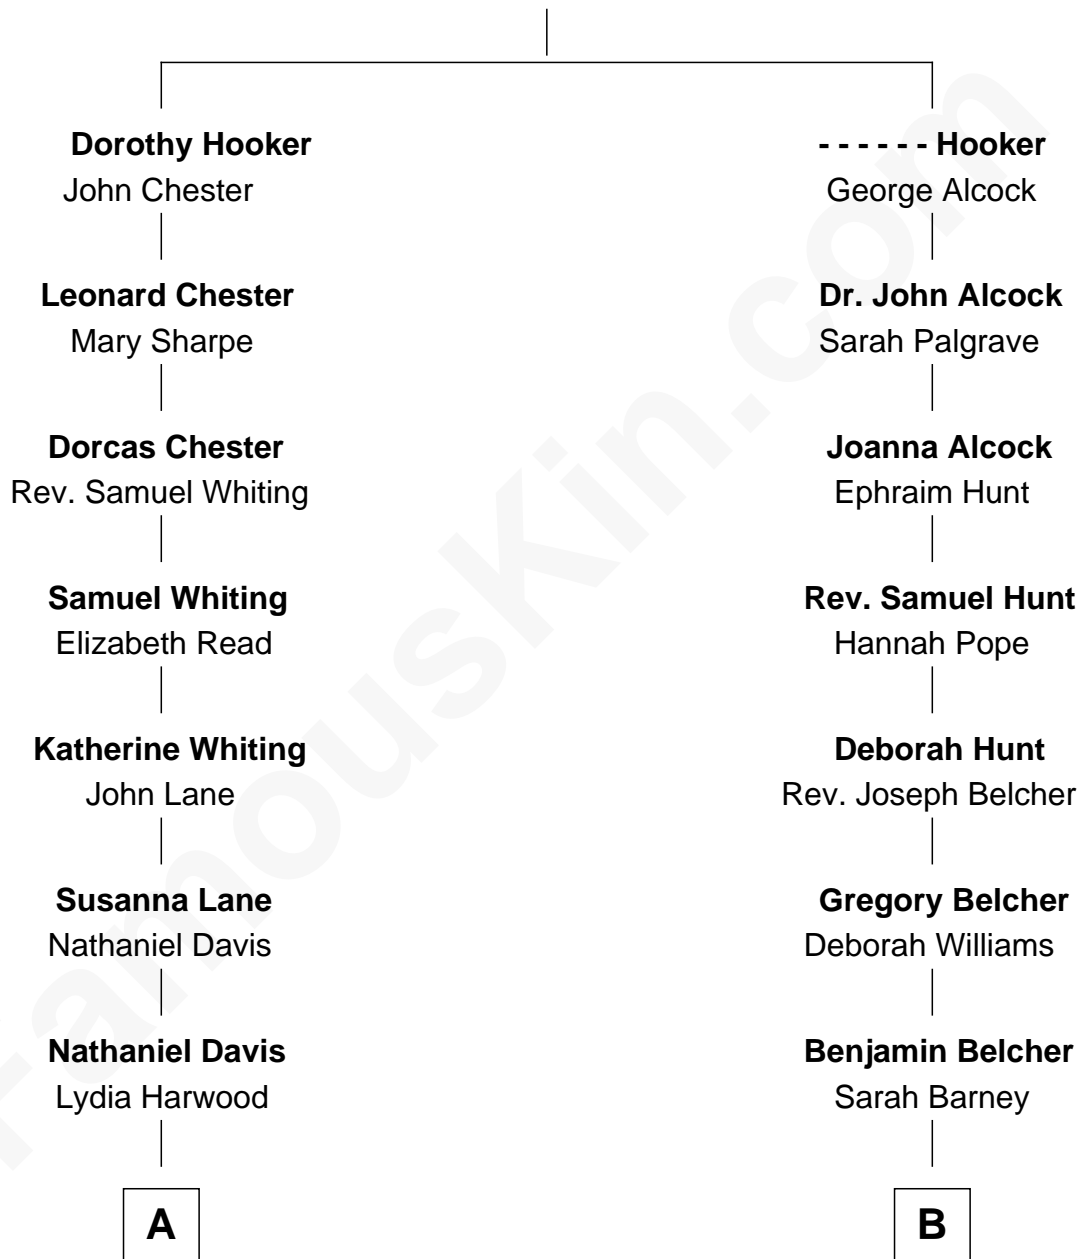 Dorothy Hooker
John Chester
- - - - - - Hooker
George Alcock
Leonard Chester
Mary Sharpe
Dr. John Alcock
Sarah Palgrave
Dorcas Chester
Rev. Samuel Whiting
Joanna Alcock
Ephraim Hunt
Samuel Whiting
Elizabeth Read
Rev. Samuel Hunt
Hannah Pope
Katherine Whiting
John Lane
Deborah Hunt
Rev. Joseph Belcher
Susanna Lane
Nathaniel Davis
Gregory Belcher
Deborah Williams
Nathaniel Davis
Lydia Harwood
Benjamin Belcher
Sarah Barney
A
B
FamousKin.com